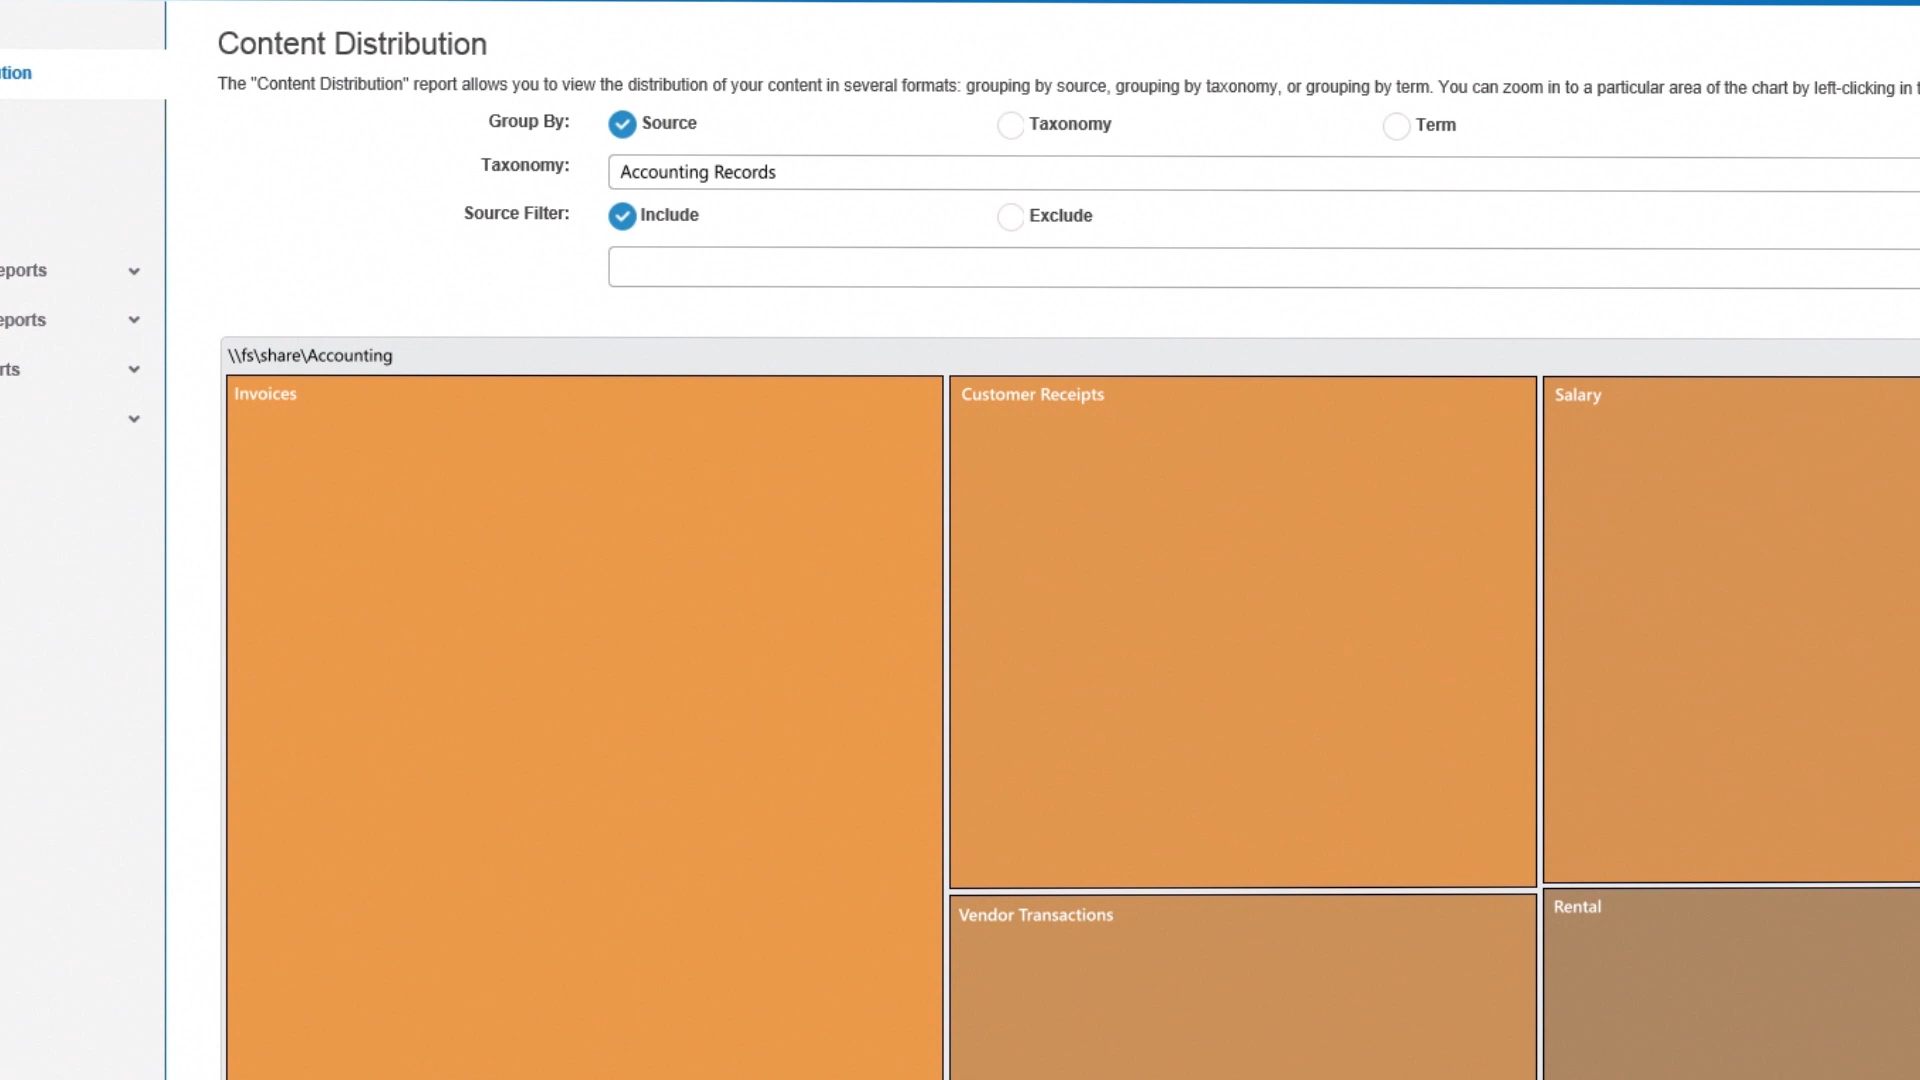 Content Distribution
tion
The "Content Distribution" report allows you to view the distribution of your content in several formats: grouping by source, grouping by taxonomy, or grouping by term. You can zoom in to a particular area of the chart by left-clicking in
Group By: Source Taxonomy Term
Taxonomy: Accounting Records
Source Filter: Include Exclude
eports
eports
rts
\\fs\share\Accounting
Invoices Customer Receipts Salary
Vendor Transactions Rental